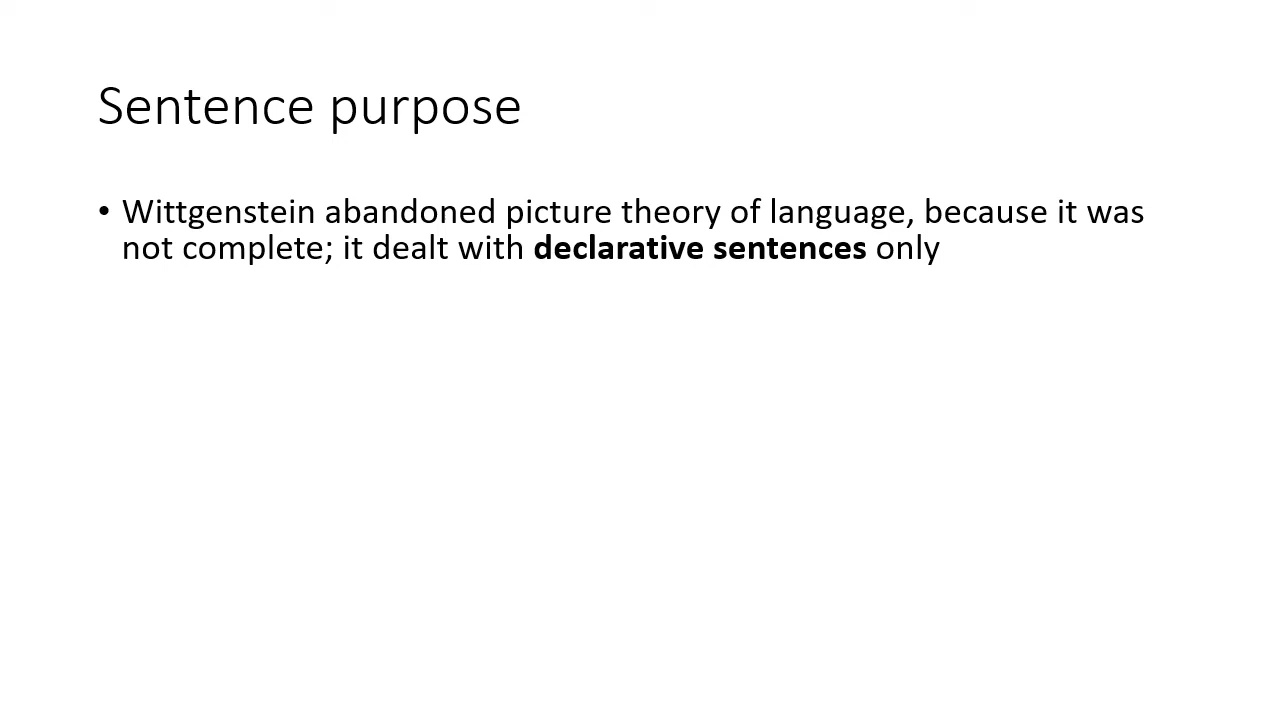 Sentence purpose
• Wittgenstein abandoned picture theory of language, because it was
not complete; it dealt with declarative sentences only